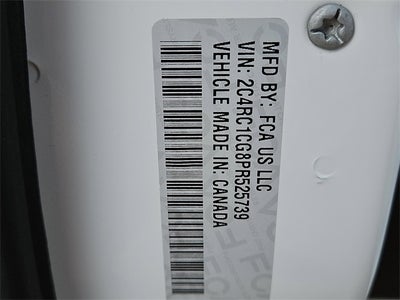 MFD BY: FCA US LLC
VIN: 2C4RC1CG8PR525739
VEHICLE MADE IN: CANADA